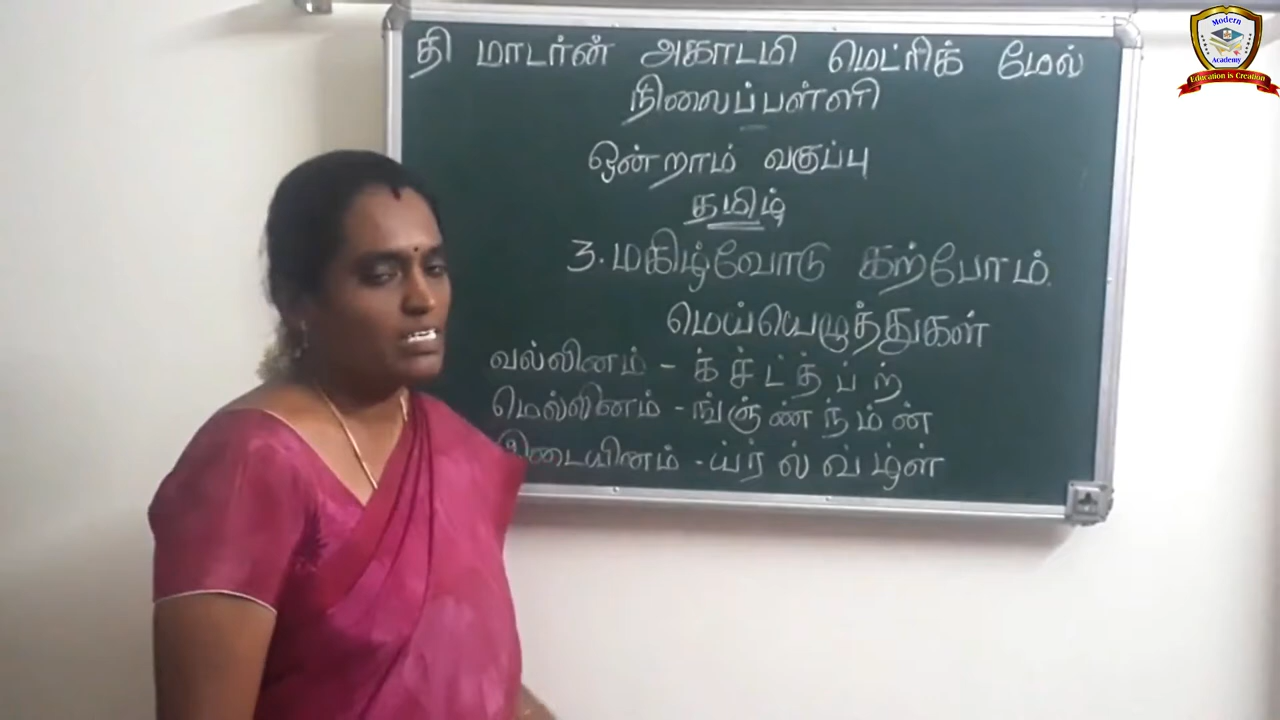 தி மாடர்ன் அகாடமி மெட்ரிக் மேல்
நிலைப்பள்ளி
ஒன்றாம் வகுப்பு
தமிழ்
3. மகிழ்வோடு கற்போம்.
மெய்யெழுத்துகள்
வல்லினம் - க் ச் ட் த் ப் ற்
மெல்லினம் - ங் ஞ் ண் ந் ம் ன்
இடையினம் - ய் ர் ல் வ் ழ் ள்
Modern
Academy
Education is Creation